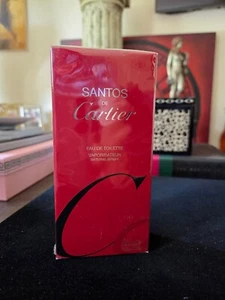 SANTOS
DE
Cartier
EAU DE TOILETTE
VAPORISATEUR
NATURAL SPRAY